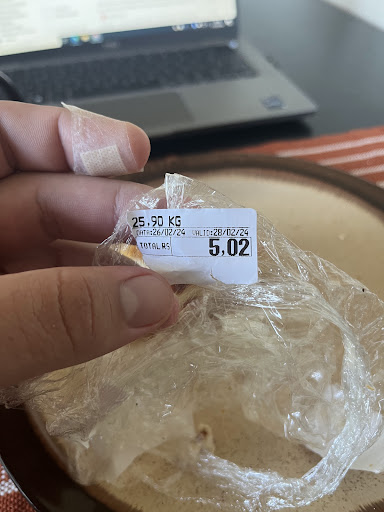 25,90 KG
DATA:26/02/24 VALID:28/02/24
TOTAL R$ 5,02